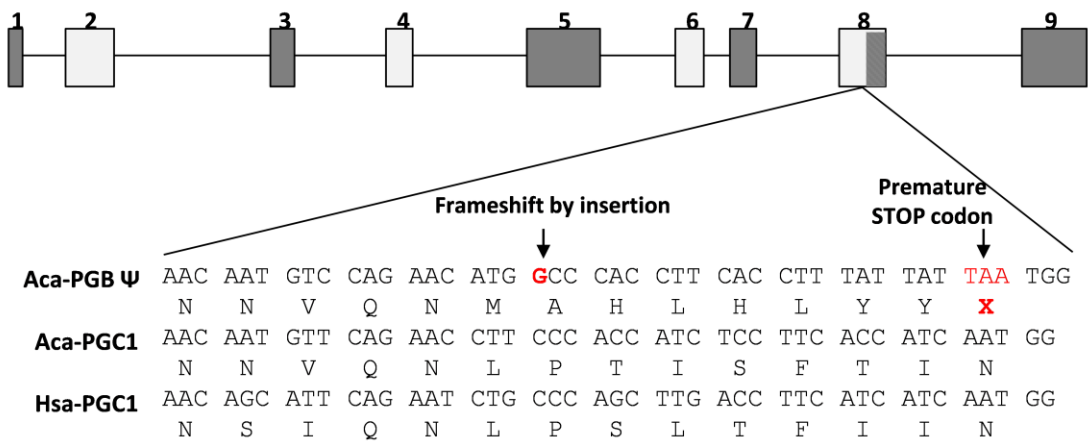 1 2 3 4 5 6 7 8 9
Premature
Frameshift by insertion STOP codon
Aca-PGB Ψ AAC AAT GTC CAG AAC ATG GCC CAC CTT CAC CTT TAT TAT TAA TGG
N N V Q N M A H L H L Y Y X
Aca-PGC1 AAC AAT GTT CAG AAC CTT CCC ACC ATC TCC TTC ACC ATC AAT GG
N N V Q N L P T I S F T I N
Hsa-PGC1 AAC AGC ATT CAG AAT CTG CCC AGC TTG ACC TTC ATC ATC AAT GG
N S I Q N L P S L T F I I N